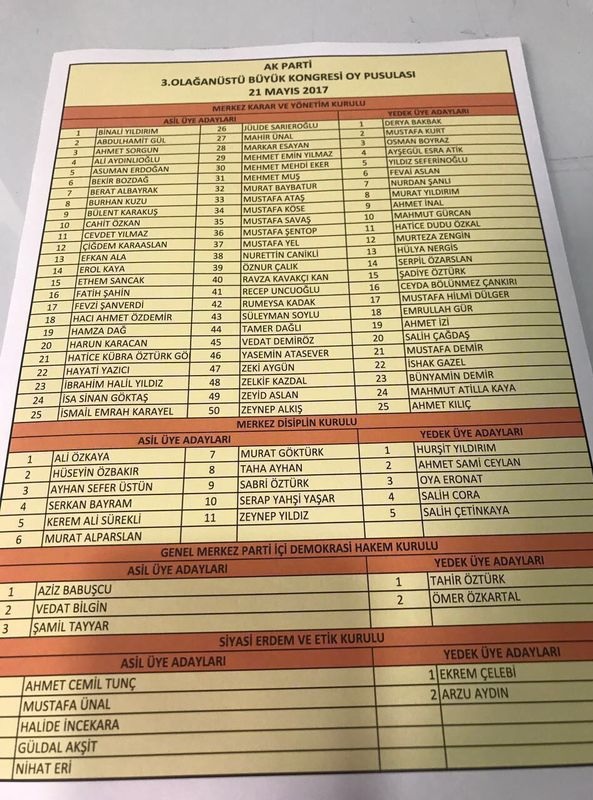 AK PARTİ
3.OLAĞANÜSTÜ BÜYÜK KONGRESİ OY PUSULASI
21 MAYIS 2017
MERKEZ KARAR VE YÖNETİM KURULU
ASİL ÜYE ADAYLARI YEDEK ÜYE ADAYLARI
1 BİNALİ YILDIRIM 26 JÜLİDE SARIEROĞLU 1 DERYA BAKBAK
2 ABDULHAMİT GÜL 27 MAHİR ÜNAL 2 MUSTAFA KURT
3 AHMET SORGUN 28 MARKAR ESAYAN 3 OSMAN BOYRAZ
4 ALİ AYDINLIOĞLU 29 MEHMET EMİN YILMAZ 4 AYŞEGÜL ESRA ATİK
5 ASUMAN ERDOĞAN 30 MEHMET MEHDİ EKER 5 YILDIZ SEFERİNOĞLU
6 BEKİR BOZDAĞ 31 MEHMET MUŞ 6 FEVAİ ASLAN
7 BERAT ALBAYRAK 32 MURAT BAYBATUR 7 NURDAN ŞANLI
8 BURHAN KUZU 33 MUSTAFA ATAŞ 8 MURAT YILDIRIM
9 BÜLENT KARAKUŞ 34 MUSTAFA KÖSE 9 AHMET İNAL
10 CAHİT ÖZKAN 35 MUSTAFA SAVAŞ 10 MAHMUT GÜRCAN
11 CEVDET YILMAZ 36 MUSTAFA ŞENTOP 11 HATİCE DUDU ÖZKAL
12 ÇİĞDEM KARAASLAN 37 MUSTAFA YEL 12 MURTEZA ZENGİN
13 EFKAN ALA 38 NURETTİN CANİKLİ 13 HÜLYA NERGİS
14 EROL KAYA 39 ÖZNUR ÇALIK 14 SERPİL ÖZARSLAN
15 ETHEM SANCAK 40 RAVZA KAVAKÇI KAN 15 ŞADİYE ÖZTÜRK
16 FATİH ŞAHİN 41 RECEP UNCUOĞLU 16 CEYDA BÖLÜNMEZ ÇANKIRI
17 FEVZİ ŞANVERDİ 42 RUMEYSA KADAK 17 MUSTAFA HİLMİ DÜLGER
18 HACI AHMET ÖZDEMİR 43 SÜLEYMAN SOYLU 18 EMRULLAH GÜR
19 HAMZA DAĞ 44 TAMER DAĞLI 19 AHMET İZİ
20 HARUN KARACAN 45 VEDAT DEMİRÖZ 20 SALİH ÇAĞDAŞ
21 HATİCE KÜBRA ÖZTÜRK GÖ 46 YASEMİN ATASEVER 21 MUSTAFA DEMİR
22 HAYATİ YAZICI 47 ZEKİ AYGÜN 22 İSHAK GAZEL
23 İBRAHİM HALİL YILDIZ 48 ZELKİF KAZDAL 23 BÜNYAMİN DEMİR
24 İSA SİNAN GÖKTAŞ 49 ZEYİD ASLAN 24 MAHMUT ATİLLA KAYA
25 İSMAİL EMRAH KARAYEL 50 ZEYNEP ALKIŞ 25 AHMET KILIÇ
MERKEZ DİSİPLİN KURULU
ASİL ÜYE ADAYLARI YEDEK ÜYE ADAYLARI
1 ALİ ÖZKAYA 7 MURAT GÖKTÜRK 1 HURŞİT YILDIRIM
2 HÜSEYİN ÖZBAKIR 8 TAHA AYHAN 2 AHMET SAMİ CEYLAN
3 AYHAN SEFER ÜSTÜN 9 SABRİ ÖZTÜRK 3 OYA ERONAT
4 SERKAN BAYRAM 10 SERAP YAHŞİ YAŞAR 4 SALİH CORA
5 KEREM ALİ SÜREKLİ 11 ZEYNEP YILDIZ 5 SALİH ÇETİNKAYA
6 MURAT ALPARSLAN
GENEL MERKEZ PARTİ İÇİ DEMOKRASİ HAKEM KURULU
ASİL ÜYE ADAYLARI YEDEK ÜYE ADAYLARI
1 AZİZ BABUŞCU 1 TAHİR ÖZTÜRK
2 VEDAT BİLGİN 2 ÖMER ÖZKARTAL
3 ŞAMİL TAYYAR
SİYASİ ERDEM VE ETİK KURULU
ASİL ÜYE ADAYLARI YEDEK ÜYE ADAYLARI
AHMET CEMİL TUNÇ 1 EKREM ÇELEBİ
MUSTAFA ÜNAL 2 ARZU AYDIN
HALİDE İNCEKARA
GÜLDAL AKŞİT
NİHAT ERİ